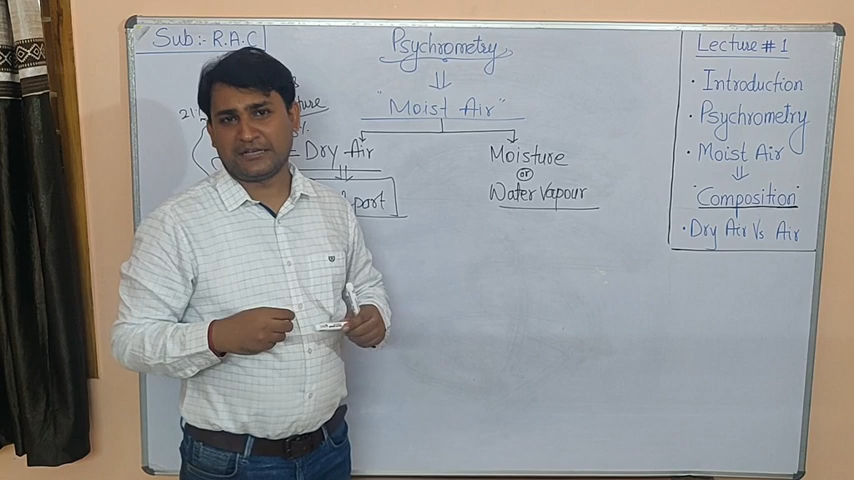 Sub:- R.A.C
Psychrometry
"Moist Air"
Dry Air
part
Moisture
or
Water Vapour
Lecture # 1
· Introduction
· Psychrometry
· Moist Air
"Composition"
· Dry Air Vs Air